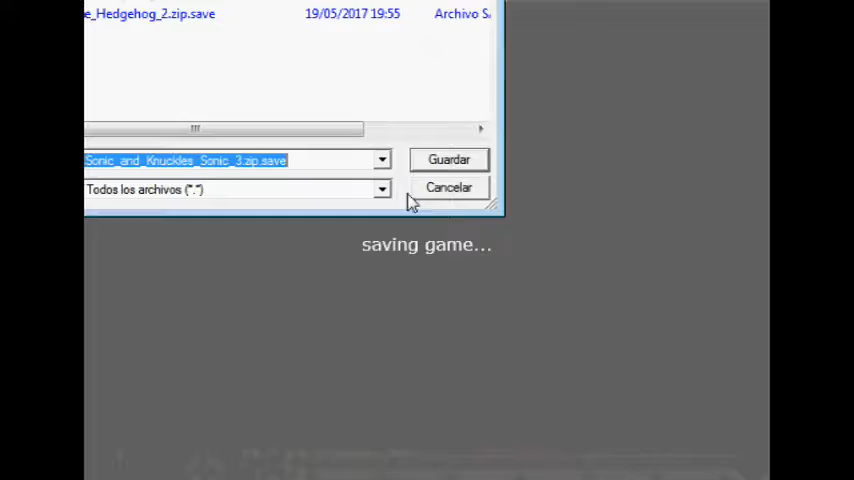 e_Hedgehog_2.zip.save 19/05/2017 19:55 Archivo SA
Sonic_and_Knuckles_Sonic_3.zip.save Guardar
Todos los archivos (*.*) Cancelar
saving game...